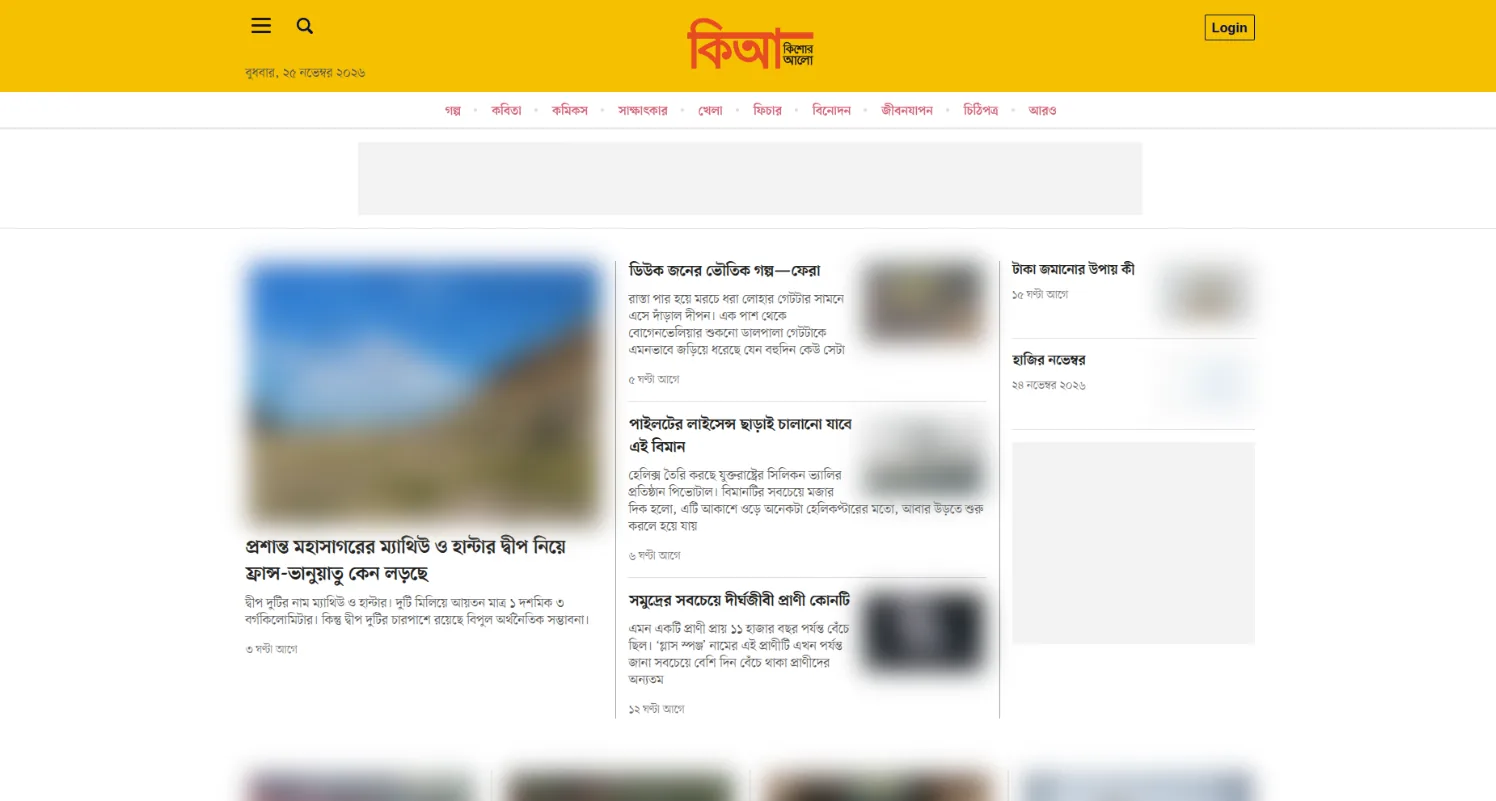 Login
কিআ
কিশোর
আলো
বুধবার, ২৫ নভেম্বর ২০২৬
গল্প • কবিতা • কমিকস • সাক্ষাৎকার • খেলা • ফিচার • বিনোদন • জীবনযাপন • চিঠিপত্র • আরও
প্রশান্ত মহাসাগরের ম্যাথিউ ও হান্টার দ্বীপ নিয়ে
ফ্রান্স-ভানুয়াতু কেন লড়ছে
দ্বীপ দুটির নাম ম্যাথিউ ও হান্টার। দুটি মিলিয়ে আয়তন মাত্র ১ দশমিক ৩
বর্গকিলোমিটার। কিন্তু দ্বীপ দুটির চারপাশে রয়েছে বিপুল অর্থনৈতিক সম্ভাবনা।
৩ ঘণ্টা আগে
ডিউক জনের ভৌতিক গল্প—ফেরা
রাস্তা পার হয়ে মরচে ধরা লোহার গেটটার সামনে
এসে দাঁড়াল দীপন। এক পাশ থেকে
বোগেনভেলিয়ার শুকনো ডালপালা গেটটাকে
এমনভাবে জড়িয়ে ধরেছে যেন বহুদিন কেউ সেটা
৫ ঘণ্টা আগে
পাইলটের লাইসেন্স ছাড়াই চালানো যাবে
এই বিমান
হেলিক্স তৈরি করছে যুক্তরাষ্ট্রের সিলিকন ভ্যালির
প্রতিষ্ঠান পিভোটাল। বিমানটির সবচেয়ে মজার
দিক হলো, এটি আকাশে ওড়ে অনেকটা হেলিকপ্টারের মতো, আবার উড়তে শুরু
করলে হয়ে যায়
৬ ঘণ্টা আগে
সমুদ্রের সবচেয়ে দীর্ঘজীবী প্রাণী কোনটি
এমন একটি প্রাণী প্রায় ১১ হাজার বছর পর্যন্ত বেঁচে
ছিল। ‘গ্লাস স্পঞ্জ’ নামের এই প্রাণীটি এখন পর্যন্ত
জানা সবচেয়ে বেশি দিন বেঁচে থাকা প্রাণীদের
অন্যতম
১২ ঘণ্টা আগে
টাকা জমানোর উপায় কী
১৫ ঘণ্টা আগে
হাজির নভেম্বর
২৪ নভেম্বর ২০২৬